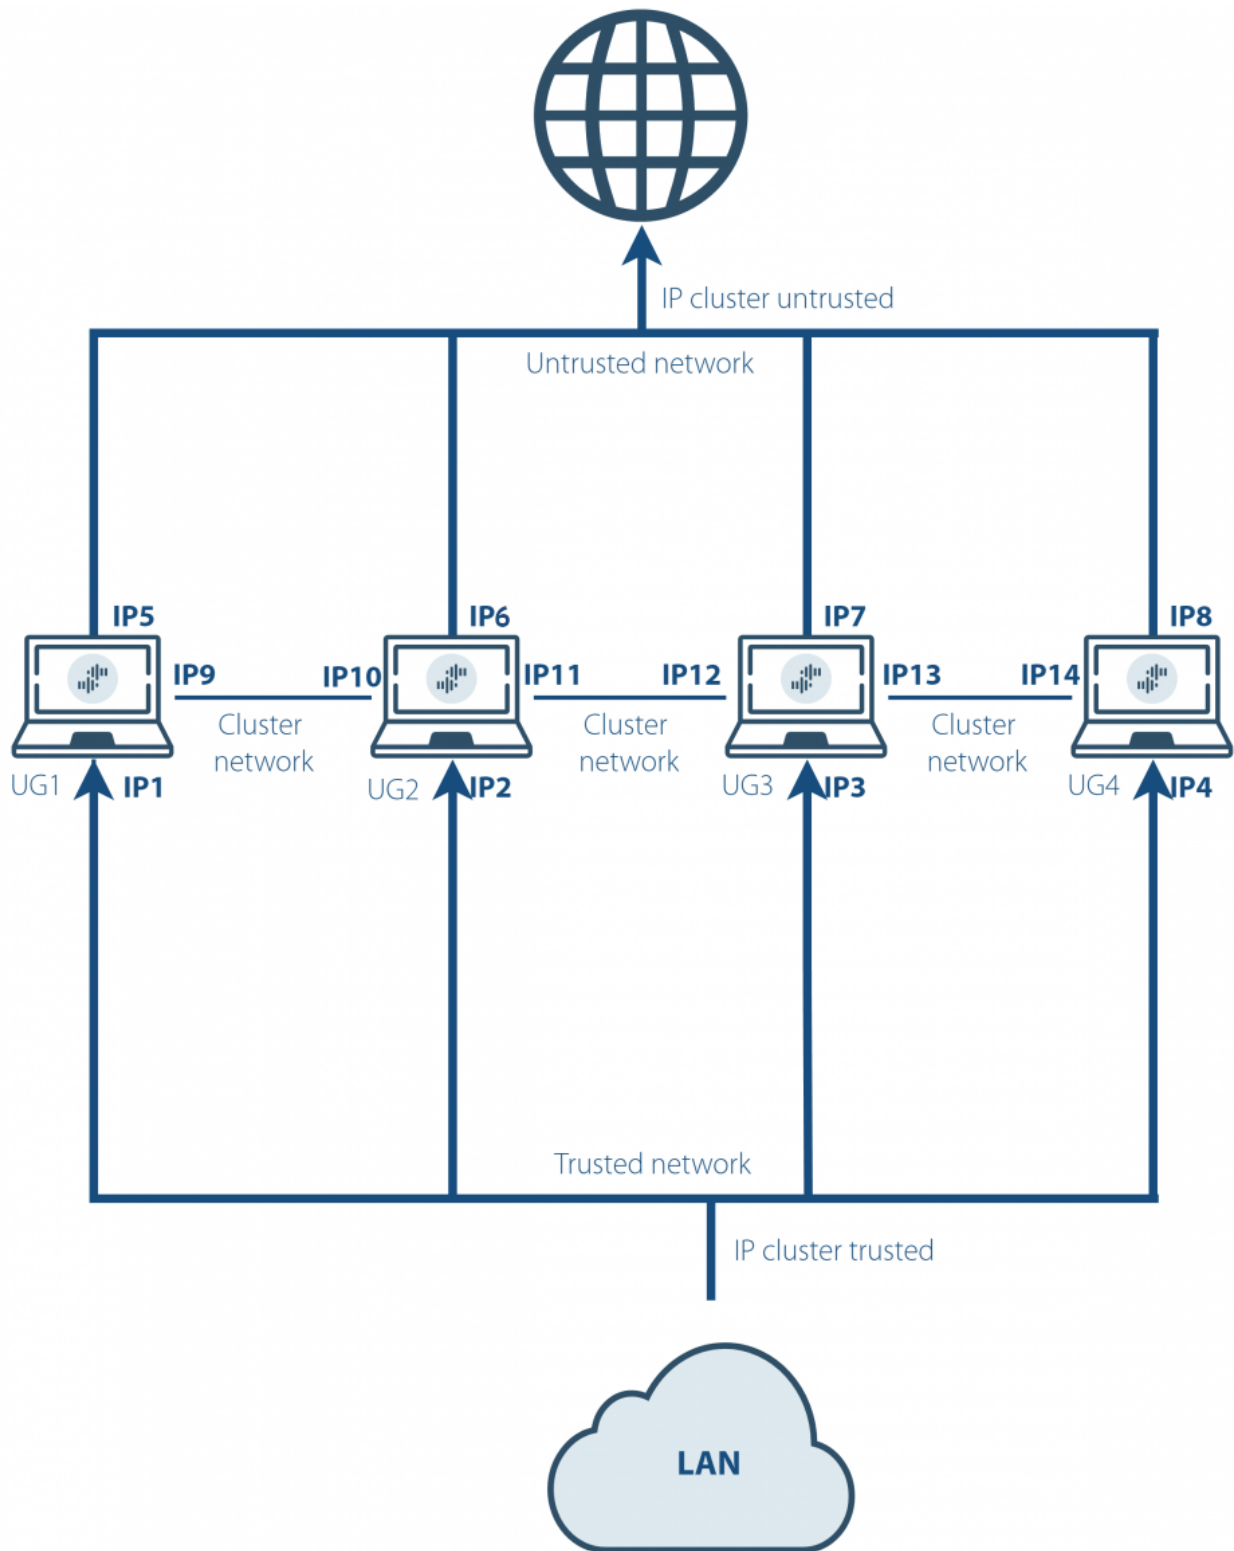 IP cluster untrusted
Untrusted network
IP5
IP6
IP7
IP8
IP9
IP10
IP11
IP12
IP13
IP14
Cluster
network
Cluster
network
Cluster
network
UG1
IP1
UG2
IP2
UG3
IP3
UG4
IP4
Trusted network
IP cluster trusted
LAN